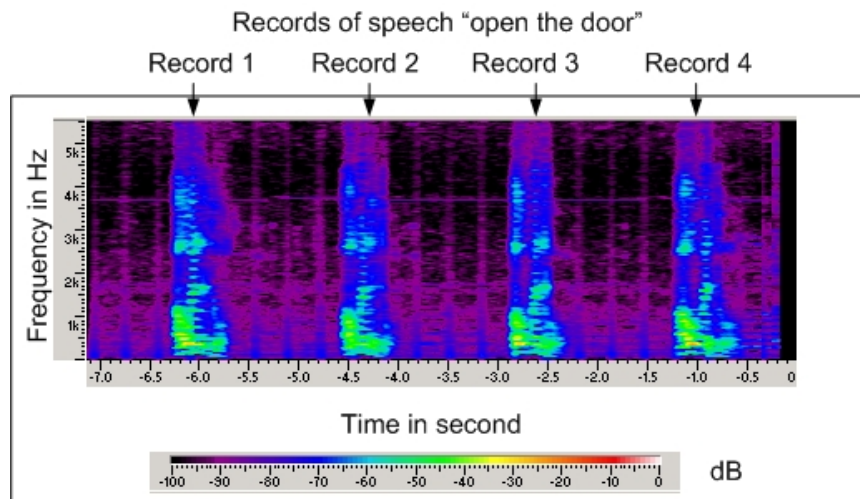 Records of speech “open the door”
Record 1 Record 2 Record 3 Record 4
Frequency in Hz
5k
4k
3k
2k
1k
-7.0 -6.5 -6.0 -5.5 -5.0 -4.5 -4.0 -3.5 -3.0 -2.5 -2.0 -1.5 -1.0 -0.5 0
Time in second
-100 -90 -80 -70 -60 -50 -40 -30 -20 -10 0
dB